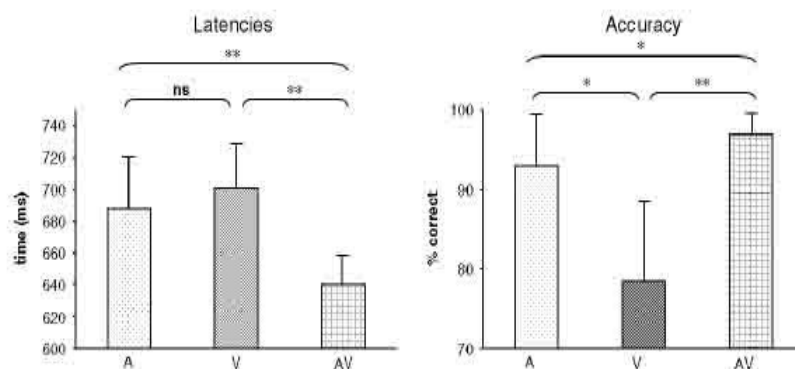 Latencies
**
ns **
740
720
700
680
660
640
620
600
time (ms)
A V AV
Accuracy
*
* **
100
90
80
70
% correct
A V AV